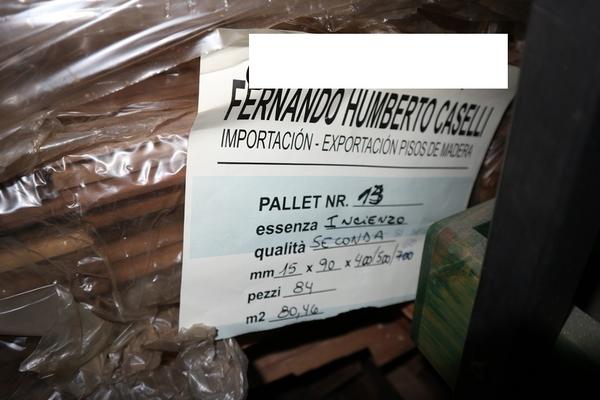 FERNANDO HUMBERTO CASELLI
IMPORTACIÓN - EXPORTACIÓN PISOS DE MADERA
PALLET NR. 13
essenza INCIENZO
qualità SECONDA
mm 15 x 90 x 400/500/700
pezzi 84
m2 80,46